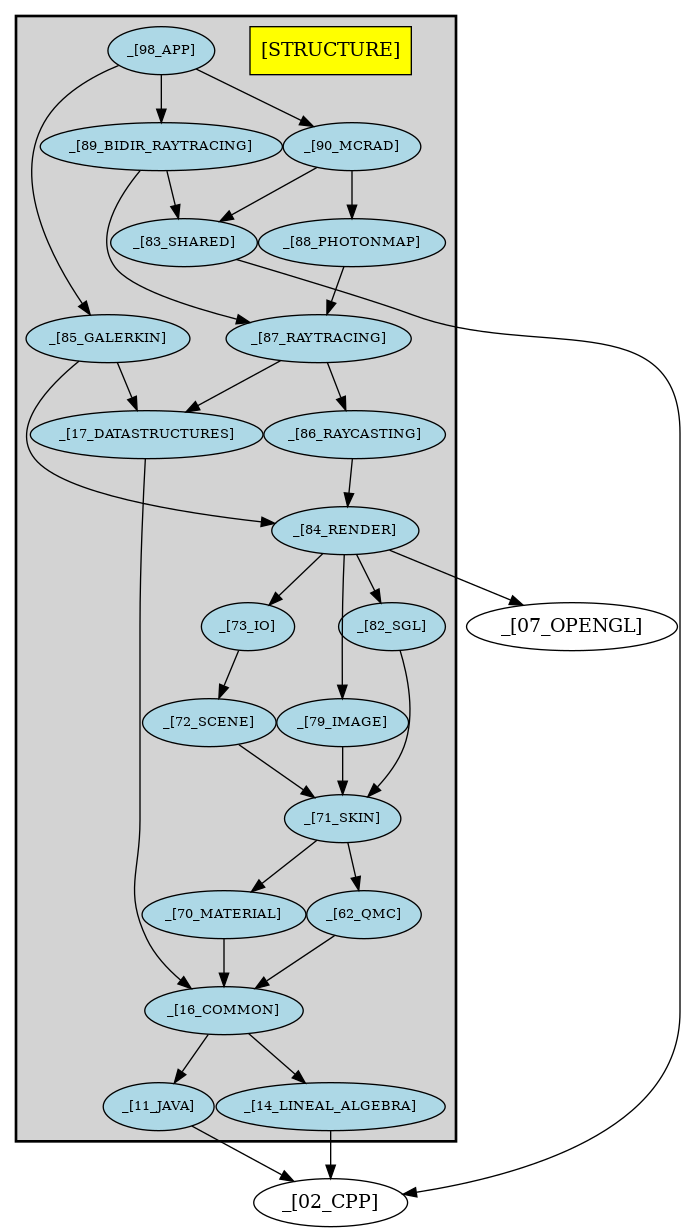 _[98_APP]
[STRUCTURE]
_[89_BIDIR_RAYTRACING]
_[90_MCRAD]
_[83_SHARED]
_[88_PHOTONMAP]
_[85_GALERKIN]
_[87_RAYTRACING]
_[17_DATASTRUCTURES]
_[86_RAYCASTING]
_[84_RENDER]
_[73_IO]
_[82_SGL]
_[07_OPENGL]
_[72_SCENE]
_[79_IMAGE]
_[71_SKIN]
_[70_MATERIAL]
_[62_QMC]
_[16_COMMON]
_[11_JAVA]
_[14_LINEAL_ALGEBRA]
_[02_CPP]